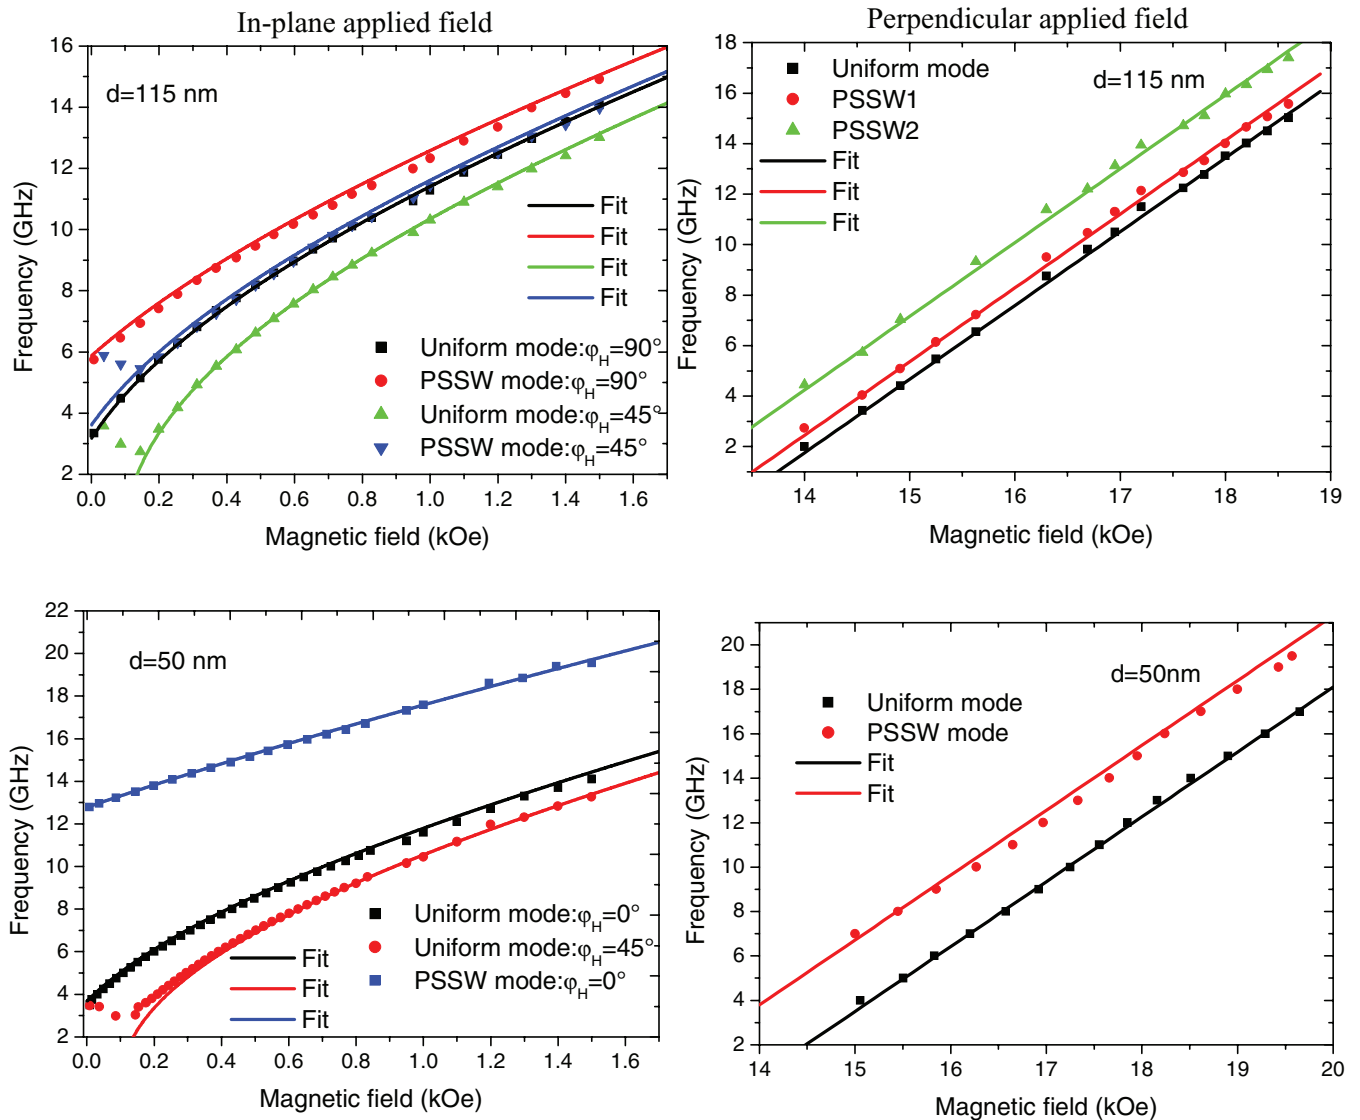 In-plane applied field
Perpendicular applied field
16
14
12
10
8
6
4
2
Frequency (GHz)
d=115 nm
Fit
Fit
Fit
Fit
Uniform mode:φH=90°
PSSW mode:φH=90°
Uniform mode:φH=45°
PSSW mode:φH=45°
0.0 0.2 0.4 0.6 0.8 1.0 1.2 1.4 1.6
Magnetic field (kOe)
18
16
14
12
10
8
6
4
2
Frequency (GHz)
Uniform mode
PSSW1
PSSW2
Fit
Fit
Fit
d=115 nm
14 15 16 17 18 19
Magnetic field (kOe)
22
20
18
16
14
12
10
8
6
4
2
Frequency (GHz)
d=50 nm
Uniform mode:φH=0°
Uniform mode:φH=45°
PSSW mode:φH=0°
Fit
Fit
Fit
0.0 0.2 0.4 0.6 0.8 1.0 1.2 1.4 1.6
Magnetic field (kOe)
20
18
16
14
12
10
8
6
4
2
Frequency (GHz)
d=50nm
Uniform mode
PSSW mode
Fit
Fit
14 15 16 17 18 19 20
Magnetic field (kOe)